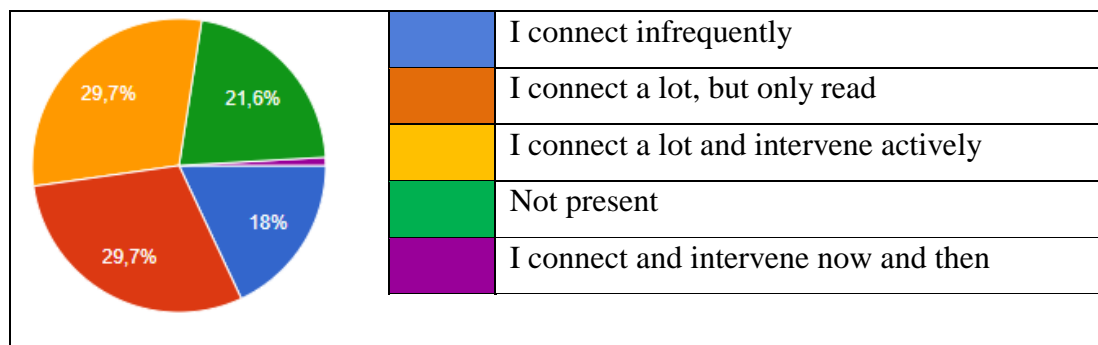 29,7%
21,6%
29,7%
18%
I connect infrequently
I connect a lot, but only read
I connect a lot and intervene actively
Not present
I connect and intervene now and then